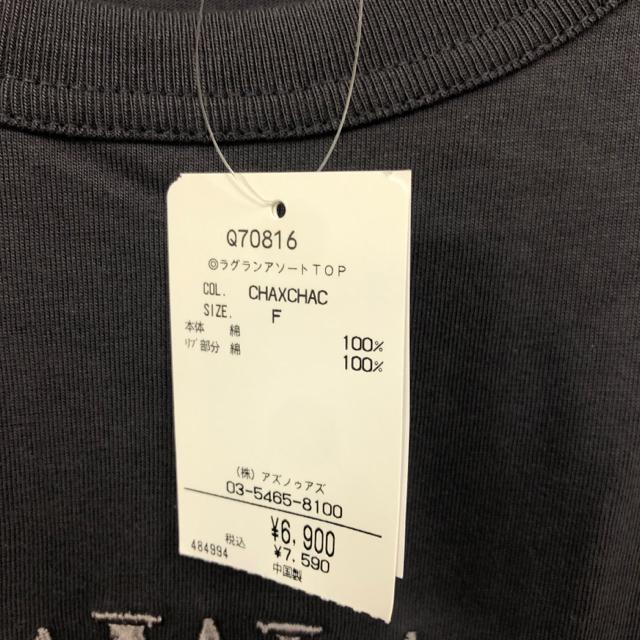 Q70816
◎ラグランアソートTOP
COL. CHAXCHAC
SIZE. F
本体 綿 100%
ﾘﾌﾞ部分 綿 100%
(株)アズノゥアズ
03-5465-8100
¥6,900
税込 ¥7,590
484994 中国製